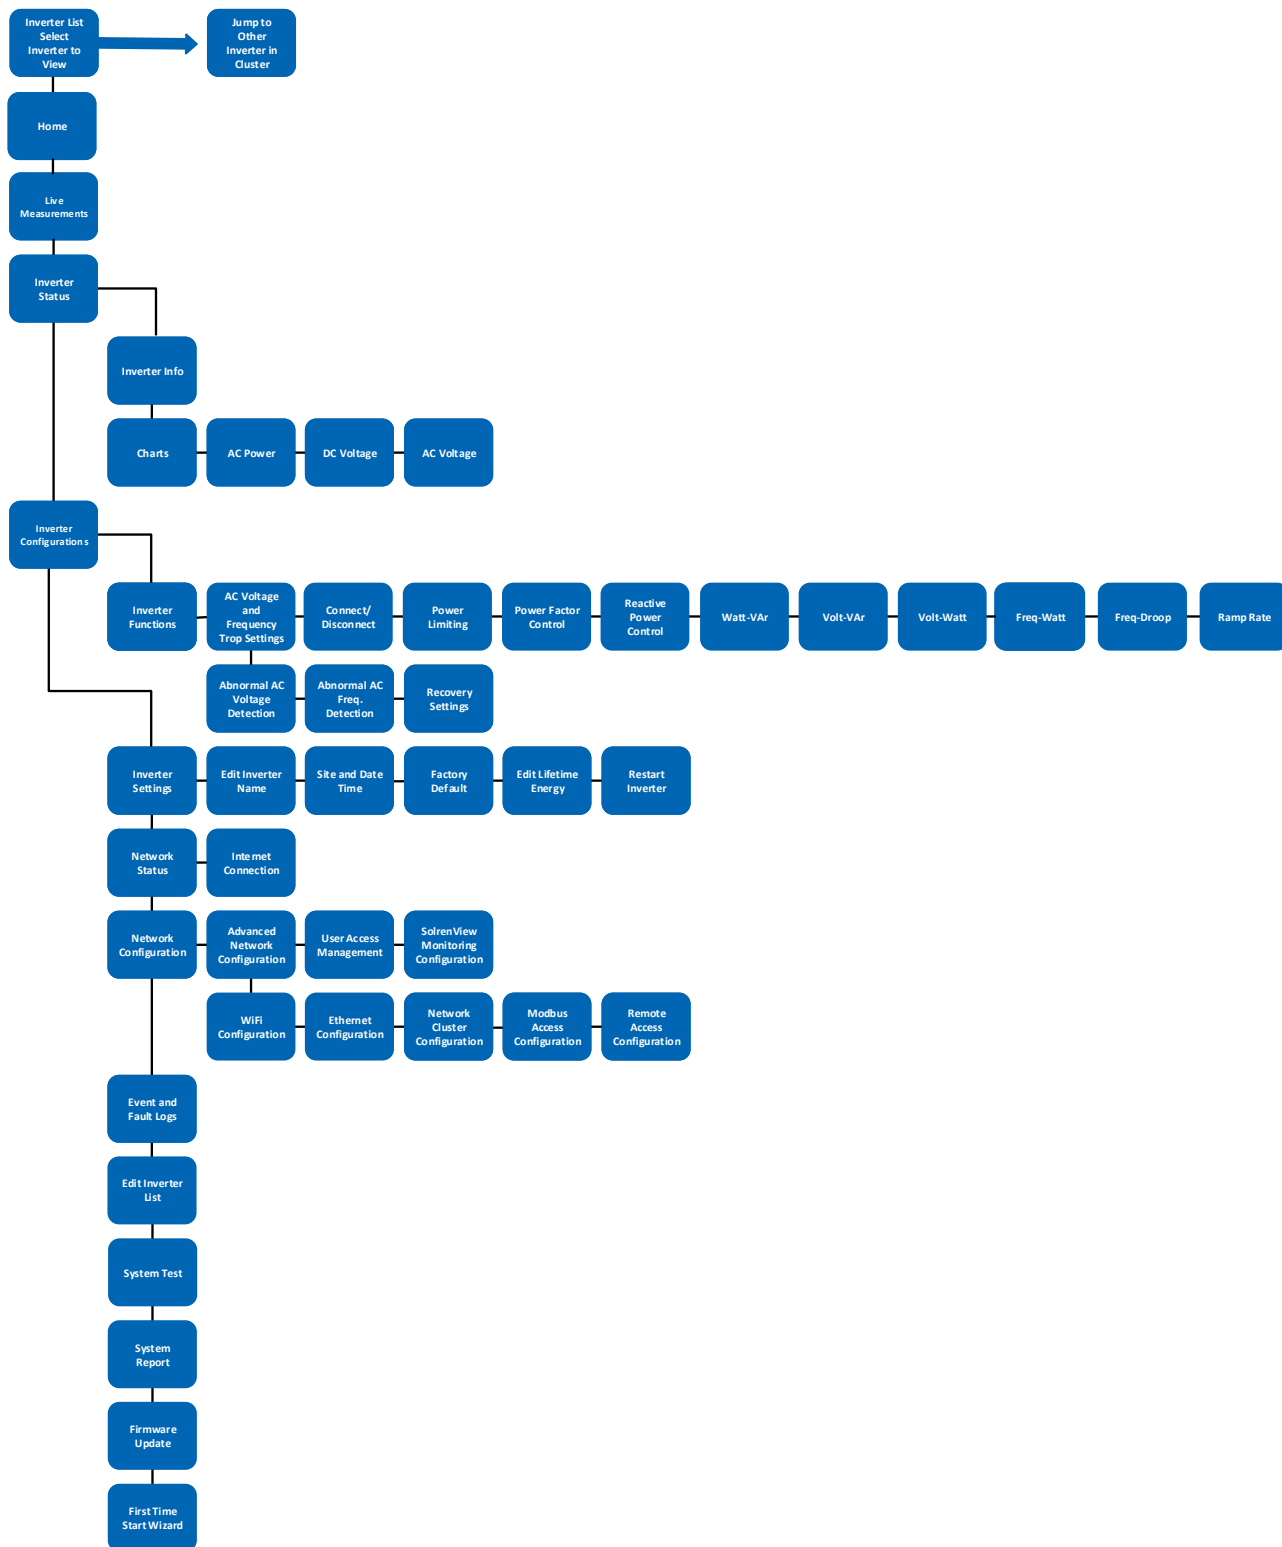 Inverter List
Select
Inverter to
View
Jump to
Other
Inverter in
Cluster
Home
Live
Measurements
Inverter
Status
Inverter Info
Charts
AC Power
DC Voltage
AC Voltage
Inverter
Configurations
Inverter
Functions
AC Voltage
and
Frequency
Trop Settings
Connect/
Disconnect
Power
Limiting
Power Factor
Control
Reactive
Power
Control
Watt-VAr
Volt-VAr
Volt-Watt
Freq-Watt
Freq-Droop
Ramp Rate
Abnormal AC
Voltage
Detection
Abnormal AC
Freq.
Detection
Recovery
Settings
Inverter
Settings
Edit Inverter
Name
Site and Date
Time
Factory
Default
Edit Lifetime
Energy
Restart
Inverter
Network
Status
Internet
Connection
Network
Configuration
Advanced
Network
Configuration
User Access
Management
SolrenView
Monitoring
Configuration
WiFi
Configuration
Ethernet
Configuration
Network
Cluster
Configuration
Modbus
Access
Configuration
Remote
Access
Configuration
Event and
Fault Logs
Edit Inverter
List
System Test
System
Report
Firmware
Update
First Time
Start Wizard